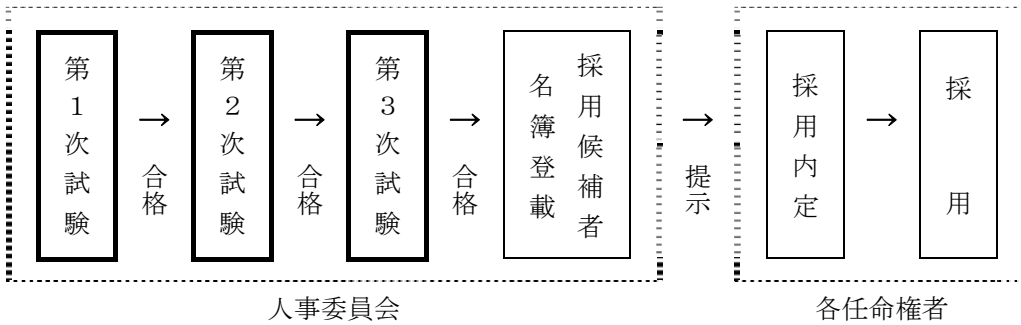 第1次試験
合格
第2次試験
合格
第3次試験
合格
採用候補者
名簿登載
提示
採用内定
採用
人事委員会
各任命権者